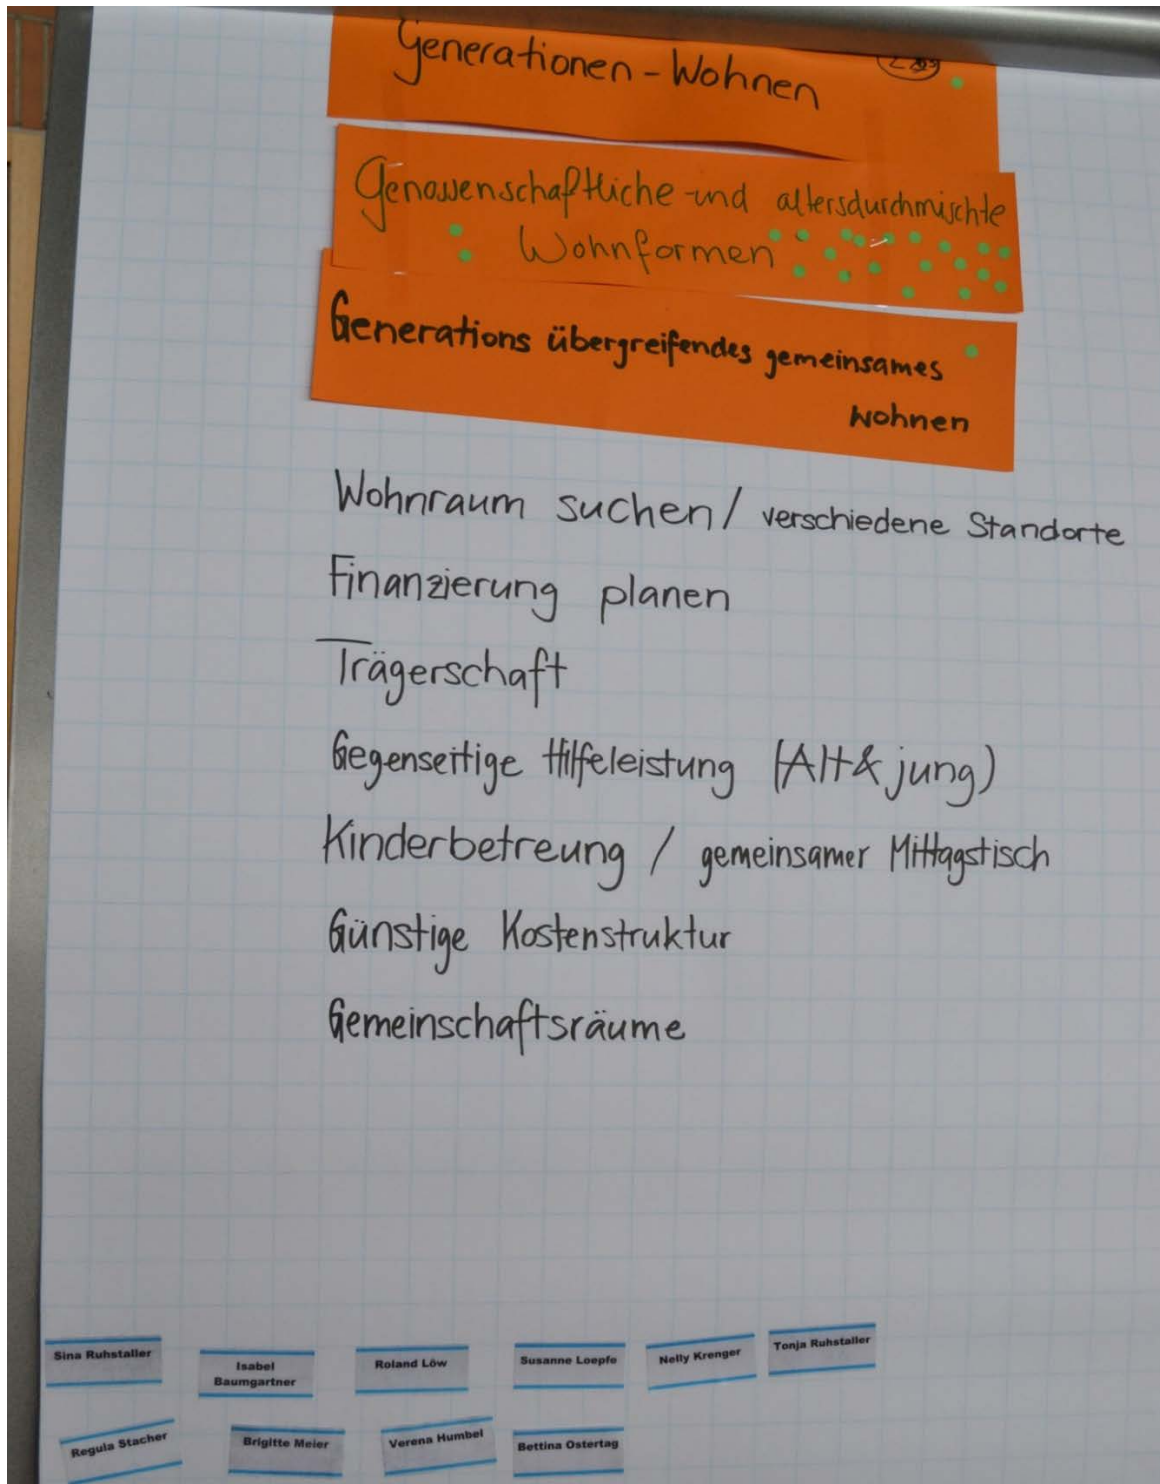 Generationen-Wohnen
Genossenschaftliche und altersdurchmischte
Wohnformen
Generations übergreifendes gemeinsames
wohnen
Wohnraum suchen / verschiedene Standorte
Finanzierung planen
Trägerschaft
Gegenseitige Hilfeleistung (Alt & jung)
Kinderbetreung / gemeinsamer Mittagstisch
Günstige Kostenstruktur
Gemeinschaftsräume
Sina Ruhstaller
Isabel
Baumgartner
Roland Löw
Susanne Loepfe
Nelly Krenger
Tonja Ruhstaller
Regula Stacher
Brigitte Meier
Verena Humbel
Bettina Ostertag